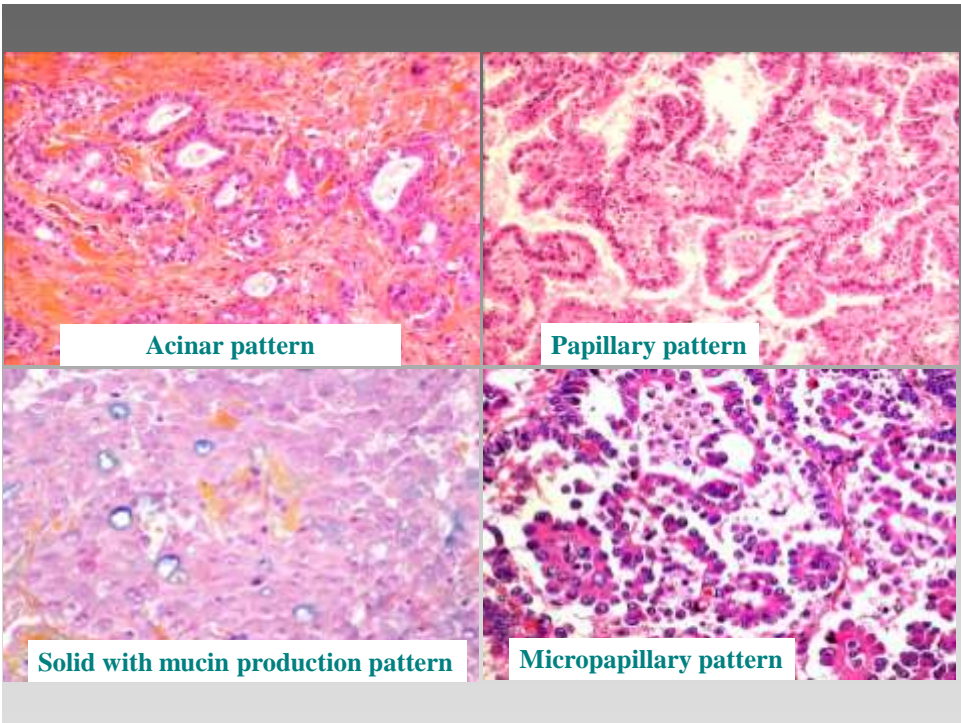 Acinar pattern
Papillary pattern
Solid with mucin production pattern
Micropapillary pattern